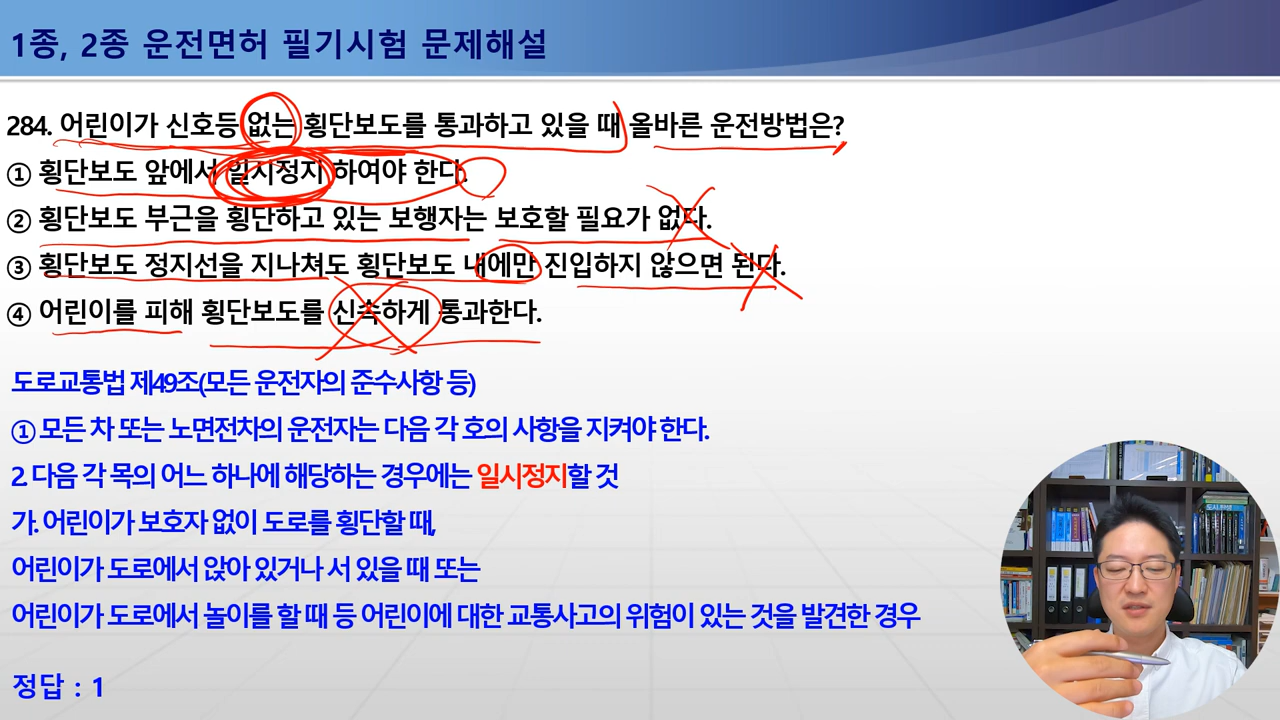 1종, 2종 운전면허 필기시험 문제해설
284. 어린이가 신호등 없는 횡단보도를 통과하고 있을 때 올바른 운전방법은?
① 횡단보도 앞에서 일시정지 하여야 한다.
② 횡단보도 부근을 횡단하고 있는 보행자는 보호할 필요가 없다.
③ 횡단보도 정지선을 지나쳐도 횡단보도 내에만 진입하지 않으면 된다.
④ 어린이를 피해 횡단보도를 신속하게 통과한다.
도로교통법 제49조(모든 운전자의 준수사항 등)
① 모든 차 또는 노면전차의 운전자는 다음 각 호의 사항을 지켜야 한다.
2. 다음 각 목의 어느 하나에 해당하는 경우에는 일시정지할 것
가. 어린이가 보호자 없이 도로를 횡단할 때,
어린이가 도로에서 앉아 있거나 서 있을 때 또는
어린이가 도로에서 놀이를 할 때 등 어린이에 대한 교통사고의 위험이 있는 것을 발견한 경우
정답 : 1